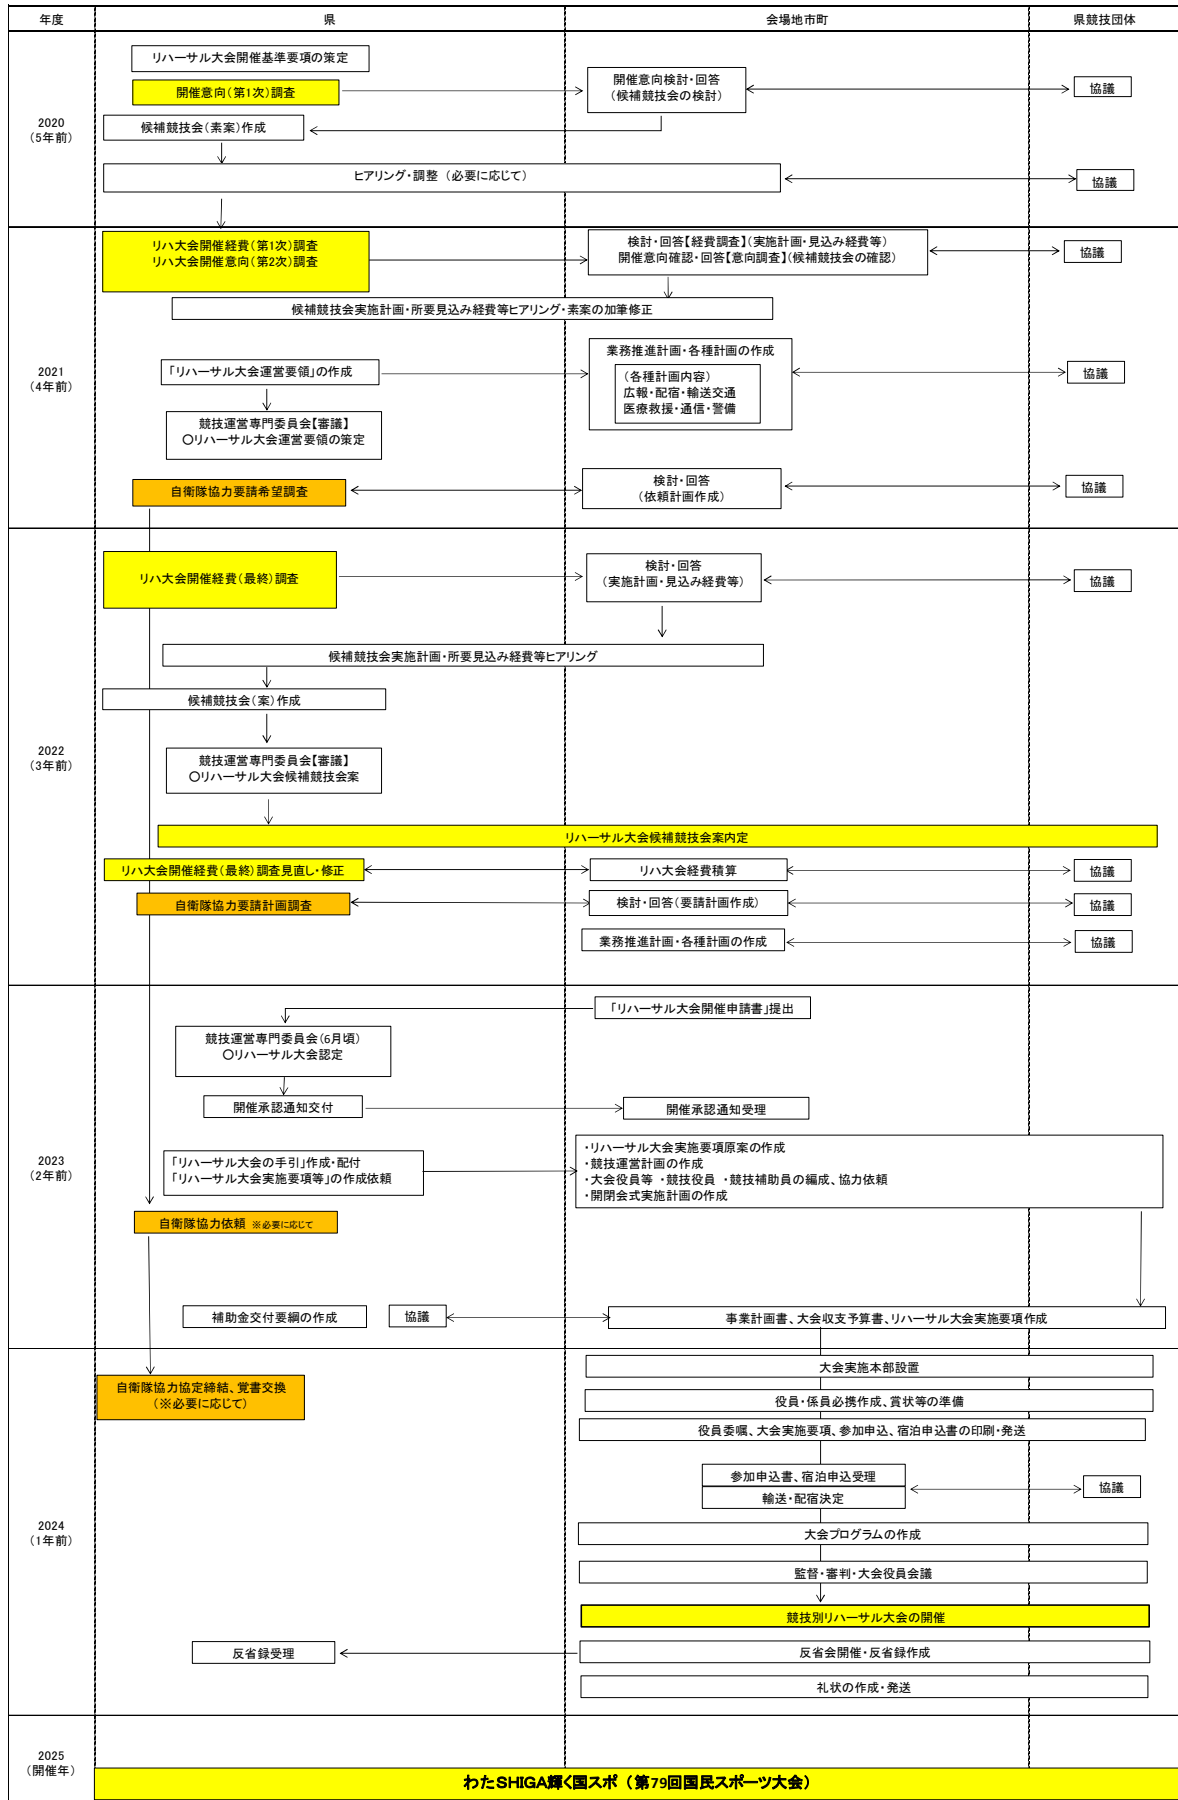 年度
県
会場地市町
県競技団体
2020
（5年前）
リハーサル大会開催基準要項の策定
開催意向（第1次）調査
開催意向検討・回答
（候補競技会の検討）
協議
候補競技会（素案）作成
ヒアリング・調整 （必要に応じて）
協議
2021
（4年前）
リハ大会開催経費（第1次）調査
リハ大会開催意向（第2次）調査
検討・回答【経費調査】（実施計画・見込み経費等）
開催意向確認・回答【意向調査】（候補競技会の確認）
協議
候補競技会実施計画・所要見込み経費等ヒアリング・素案の加筆修正
「リハーサル大会運営要領」の作成
業務推進計画・各種計画の作成
（各種計画内容）
広報・配宿・輸送交通
医療救援・通信・警備
協議
競技運営専門委員会【審議】
○リハーサル大会運営要領の策定
自衛隊協力要請希望調査
検討・回答
（依頼計画作成）
協議
2022
（3年前）
リハ大会開催経費（最終）調査
検討・回答
（実施計画・見込み経費等）
協議
候補競技会実施計画・所要見込み経費等ヒアリング
候補競技会（案）作成
競技運営専門委員会【審議】
○リハーサル大会候補競技会案
リハーサル大会候補競技会案内定
リハ大会開催経費（最終）調査見直し・修正
リハ大会経費積算
協議
自衛隊協力要請計画調査
検討・回答（要請計画作成）
協議
業務推進計画・各種計画の作成
協議
2023
（2年前）
「リハーサル大会開催申請書」提出
競技運営専門委員会（6月頃）
○リハーサル大会認定
開催承認通知交付
開催承認通知受理
「リハーサル大会の手引」作成・配付
「リハーサル大会実施要項等」の作成依頼
・リハーサル大会実施要項原案の作成
・競技運営計画の作成
・大会役員等 ・競技役員 ・競技補助員の編成、協力依頼
・開閉会式実施計画の作成
自衛隊協力依頼 ※必要に応じて
補助金交付要綱の作成
協議
事業計画書、大会収支予算書、リハーサル大会実施要項作成
2024
（1年前）
大会実施本部設置
自衛隊協力協定締結、覚書交換
（※必要に応じて）
役員・係員必携作成、賞状等の準備
役員委嘱、大会実施要項、参加申込、宿泊申込書の印刷・発送
参加申込書、宿泊申込受理
輸送・配宿決定
協議
大会プログラムの作成
監督・審判・大会役員会議
競技別リハーサル大会の開催
反省録受理
反省会開催・反省録作成
礼状の作成・発送
2025
（開催年）
わたSHIGA輝く国スポ （第79回国民スポーツ大会）